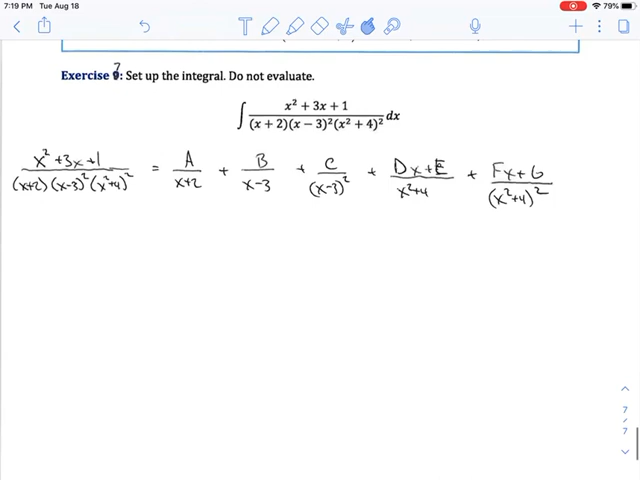 7:19 PM Tue Aug 18 79%
Exercise 7: Set up the integral. Do not evaluate.
∫ (x² + 3x + 1)/((x + 2)(x − 3)²(x² + 4)²) dx
(x² + 3x + 1)/((x+2)(x−3)²(x²+4)²) = A/(x+2) + B/(x−3) + C/(x−3)² + (Dx+E)/(x²+4) + (Fx+G)/(x²+4)²
7
/
7